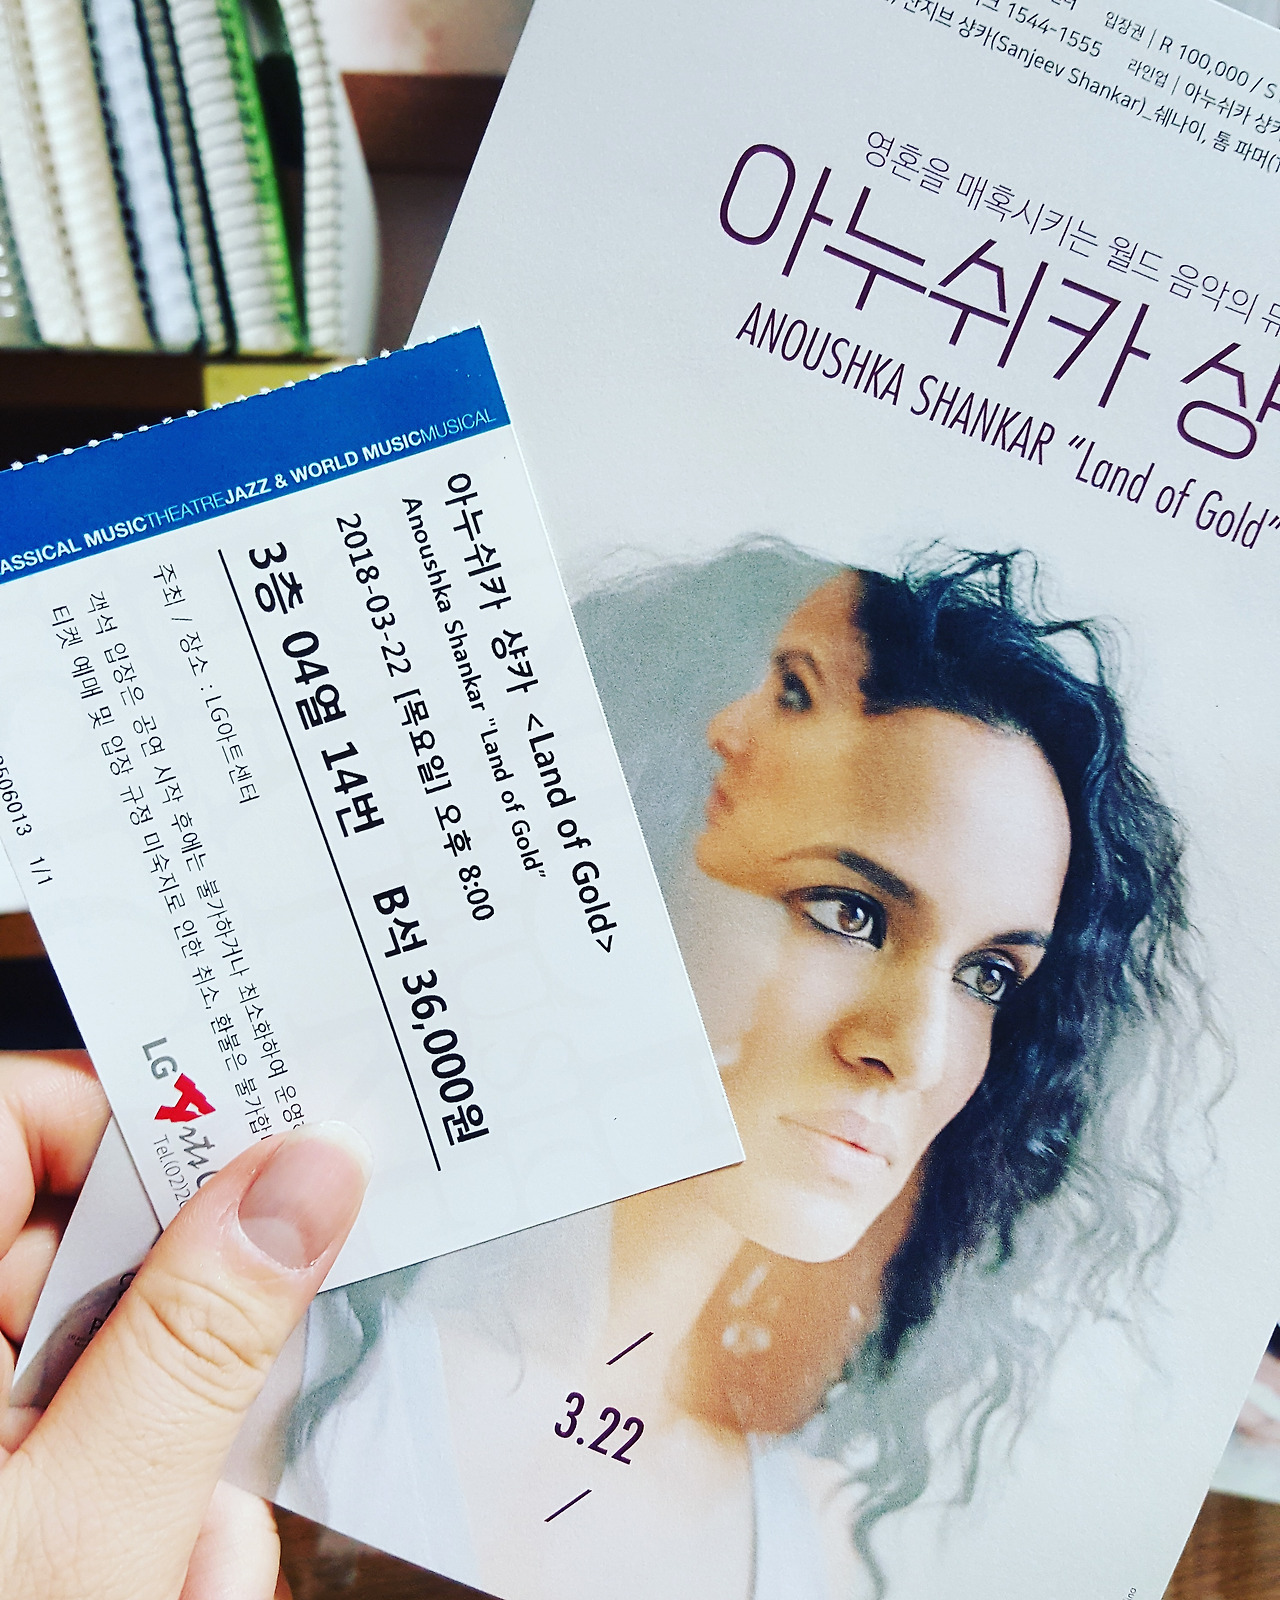 입장권 | R 100,000 / S
1544-1555 라인업 | 아누쉬카 샹카
샹카(Sanjeev Shankar)_쉐나이, 톰 파머(
영혼을 매혹시키는 월드 음악의
아누쉬카 샹
ANOUSHKA SHANKAR “Land of Gold”
/
3.22
/
ASSICAL MUSICTHEATREJAZZ & WORLD MUSICMUSICAL
아누쉬카 샹카 <Land of Gold>
Anoushka Shankar "Land of Gold"
2018-03-22 [목요일] 오후 8:00
3층 04열 14번 B석 36,000원
주최 / 장소 : LG아트센터
객석 입장은 공연 시작 후에는 불가하거나 최소화하여 운영
티켓 예매 및 입장 규정 미숙지로 인한 취소, 환불은 불가합니
506013 1/1
LG Arts C
Tel.(02)20